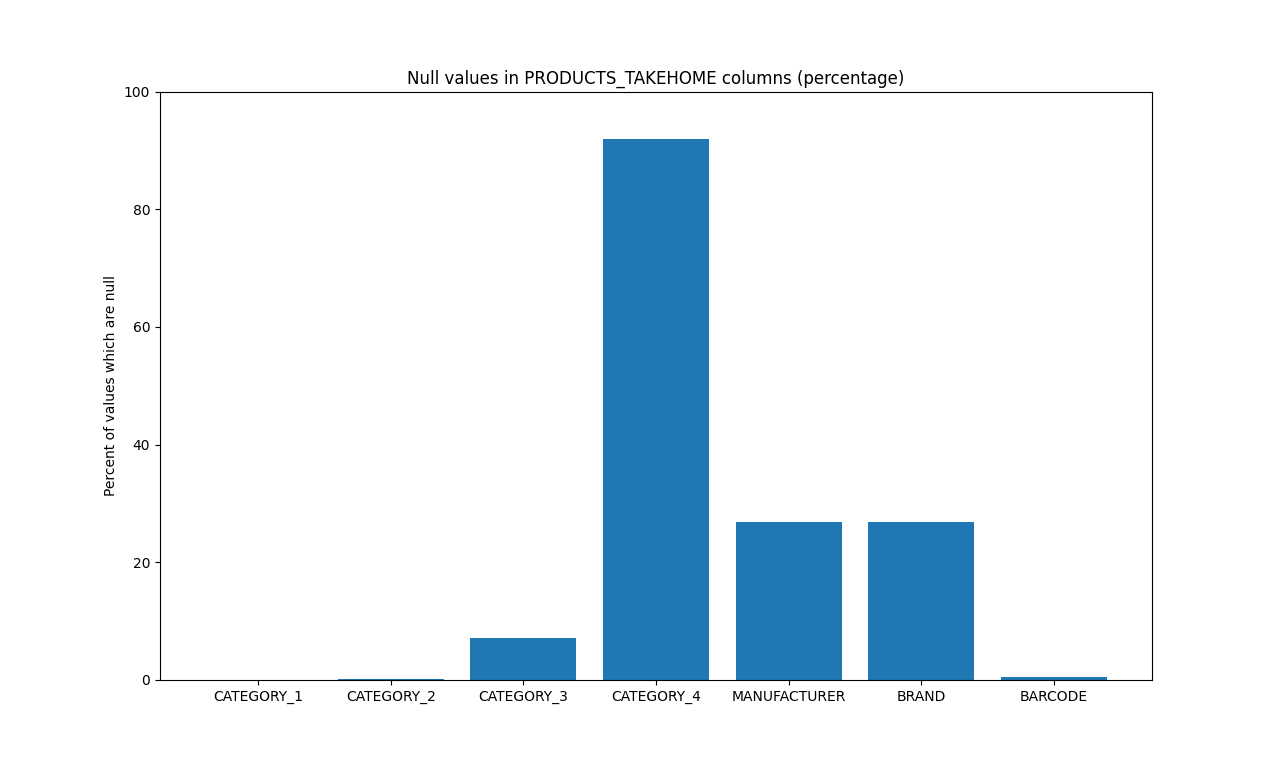 Null values in PRODUCTS_TAKEHOME columns (percentage)
100
80
60
40
20
0
Percent of values which are null
CATEGORY_1 CATEGORY_2 CATEGORY_3 CATEGORY_4 MANUFACTURER BRAND BARCODE